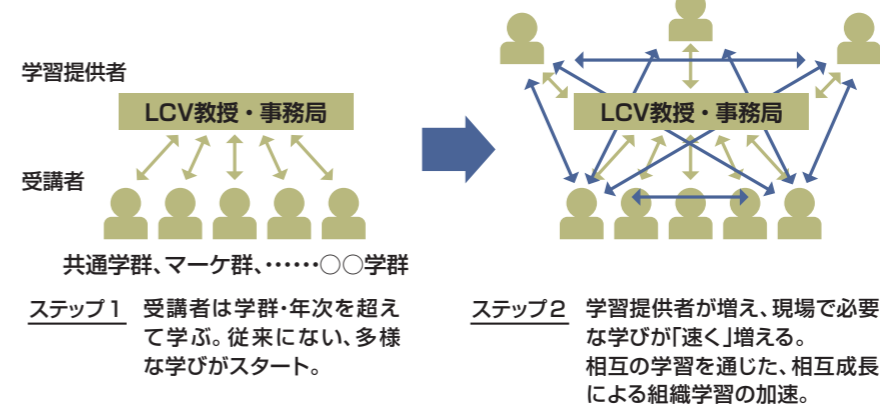 学習提供者
LCV教授・事務局
受講者
共通学群、マーケ群、……○○学群
ステップ1 受講者は学群・年次を超え
て学ぶ。従来にない、多様
な学びがスタート。
LCV教授・事務局
ステップ2 学習提供者が増え、現場で必要
な学びが「速く」増える。
相互の学習を通じた、相互成長
による組織学習の加速。